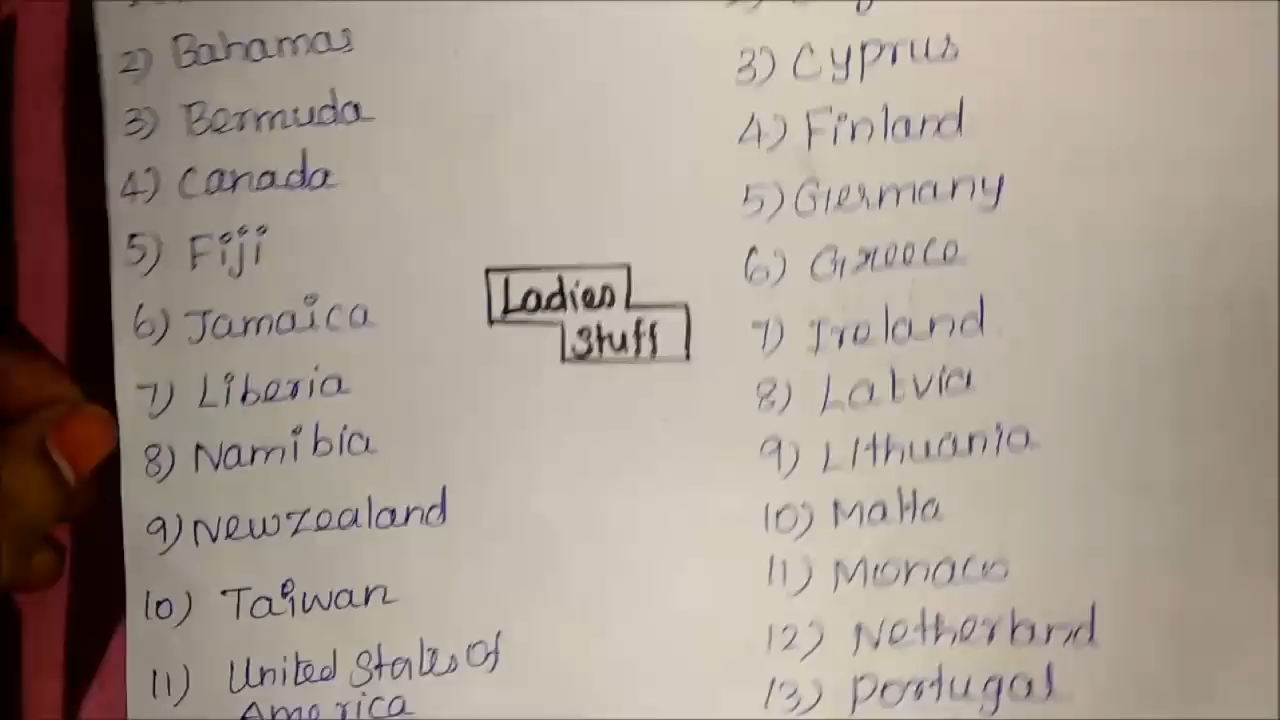 2) Bahamas
3) Bermuda
4) Canada
5) Fiji
6) Jamaica
7) Liberia
8) Namibia
9) Newzealand
10) Taiwan
11) United States Of
America
Ladies
Stuff
3) Cyprus
4) Finland
5) Germany
6) Greece
7) Ireland
8) Latvia
9) Lithuania
10) Malta
11) Monaco
12) Netherland
13) Portugal